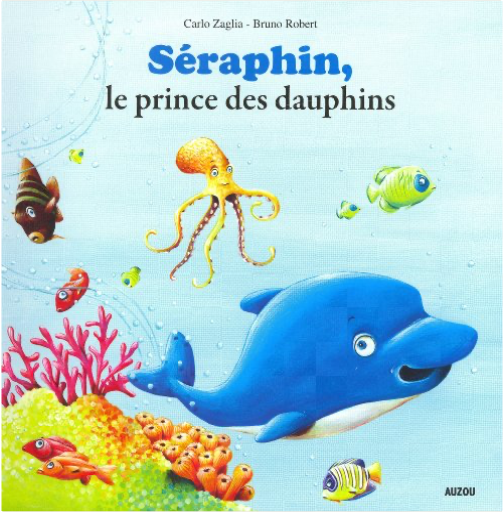 Carlo Zaglia - Bruno Robert
Séraphin,
le prince des dauphins
AUZOU